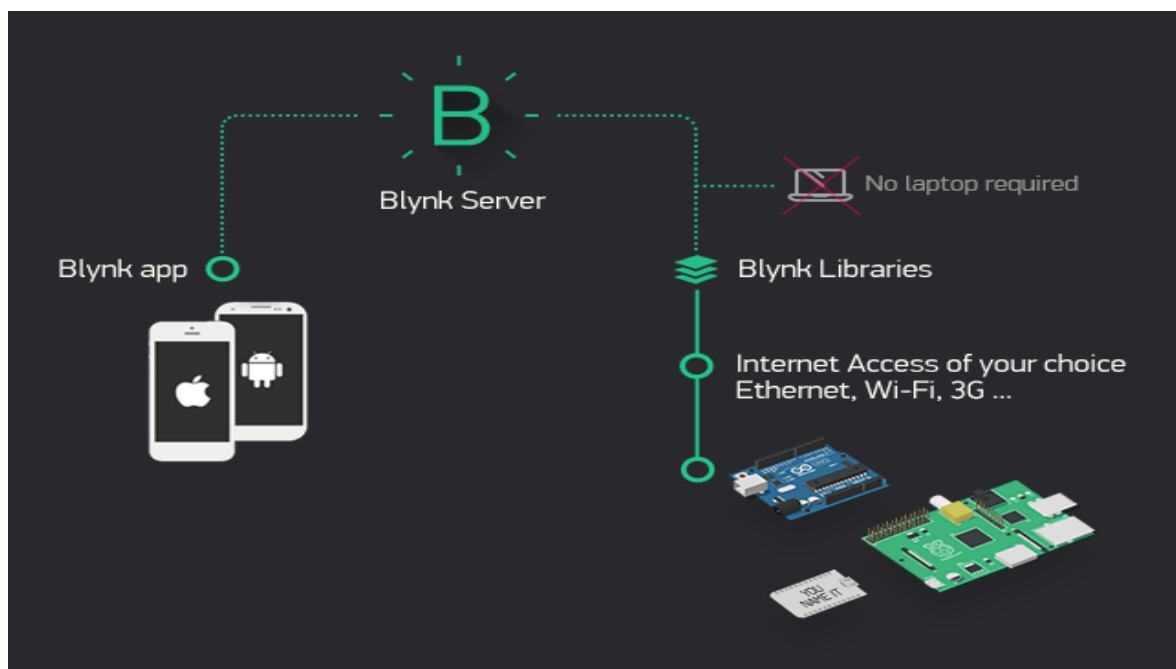 B
Blynk Server
No laptop required
Blynk app
Blynk Libraries
Internet Access of your choice
Ethernet, Wi-Fi, 3G ...
YOU
NAME IT